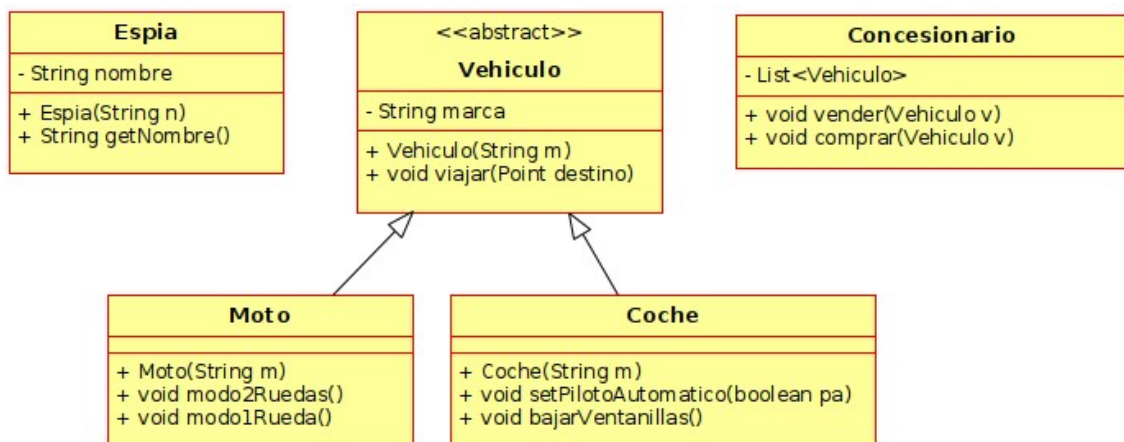 Espia
- String nombre
+ Espia(String n)
+ String getNombre()
<<abstract>>
Vehiculo
- String marca
+ Vehiculo(String m)
+ void viajar(Point destino)
Concesionario
- List<Vehiculo>
+ void vender(Vehiculo v)
+ void comprar(Vehiculo v)
Moto
+ Moto(String m)
+ void modo2Ruedas()
+ void modo1Rueda()
Coche
+ Coche(String m)
+ void setPilotoAutomatico(boolean pa)
+ void bajarVentanillas()